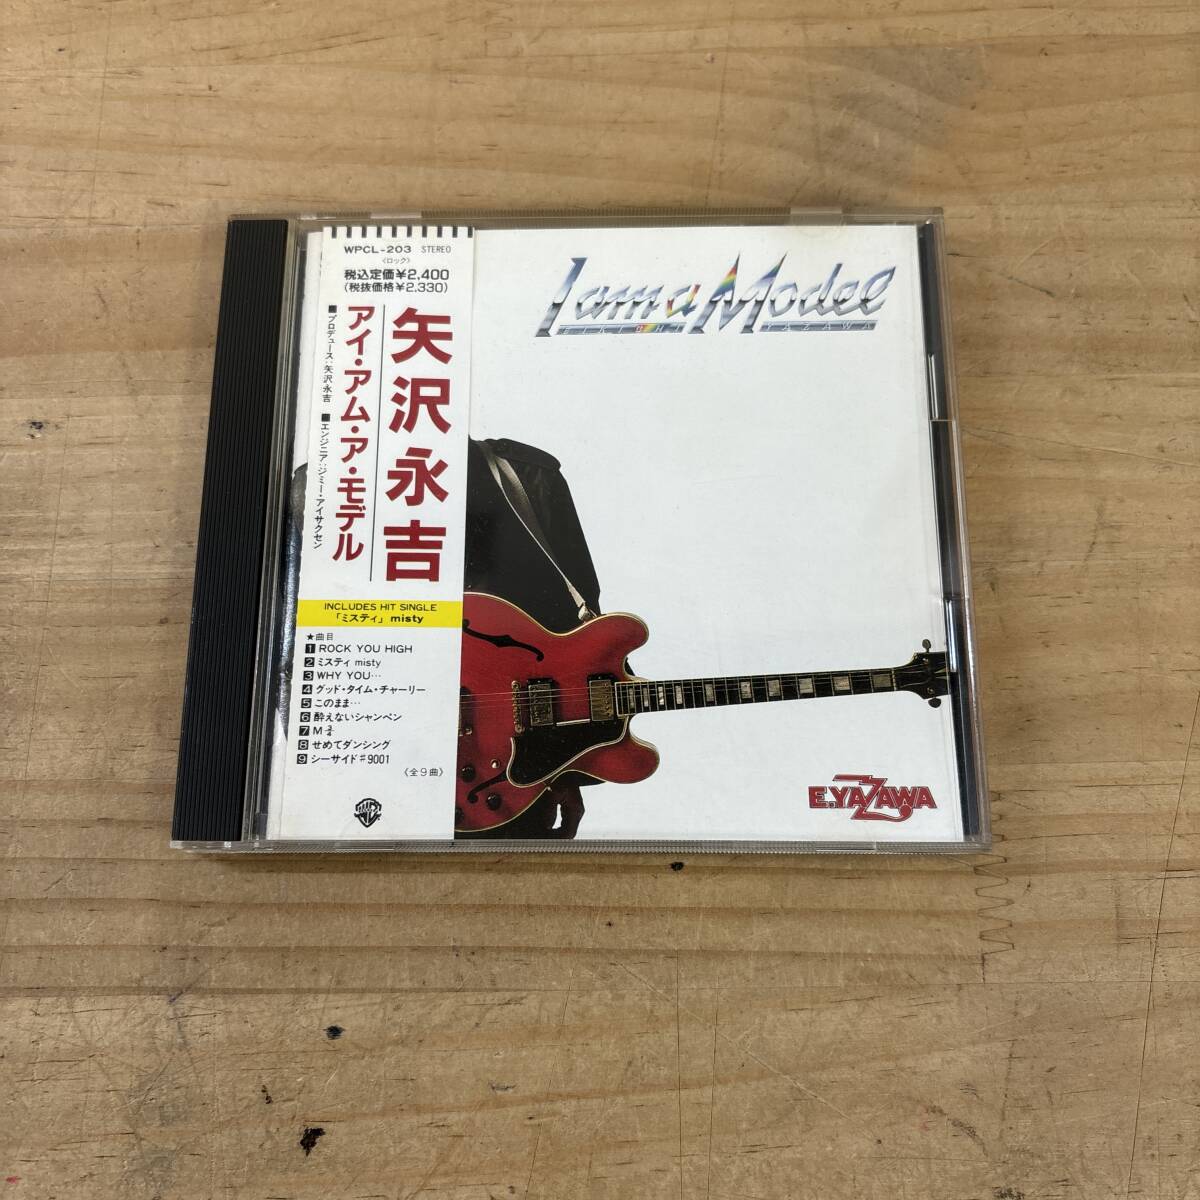 WPCL-203 STEREO
〈ロック〉
税込定価¥2,400
(税抜価格¥2,330)
矢沢永吉
アイ・アム・ア・モデル
■プロデュース:矢沢永吉 ■エンジニア:ジミー・アイサクセン
INCLUDES HIT SINGLE
「ミスティ」misty
★曲目
1 ROCK YOU HIGH
2 ミスティ misty
3 WHY YOU…
4 グッド・タイム・チャーリー
5 このまま…
6 酔えないシャンペン
7 M ¾
8 せめてダンシング
9 シーサイド#9001
〈全9曲〉
I am a Model
EIKICHI YAZAWA
E.YAZAWA